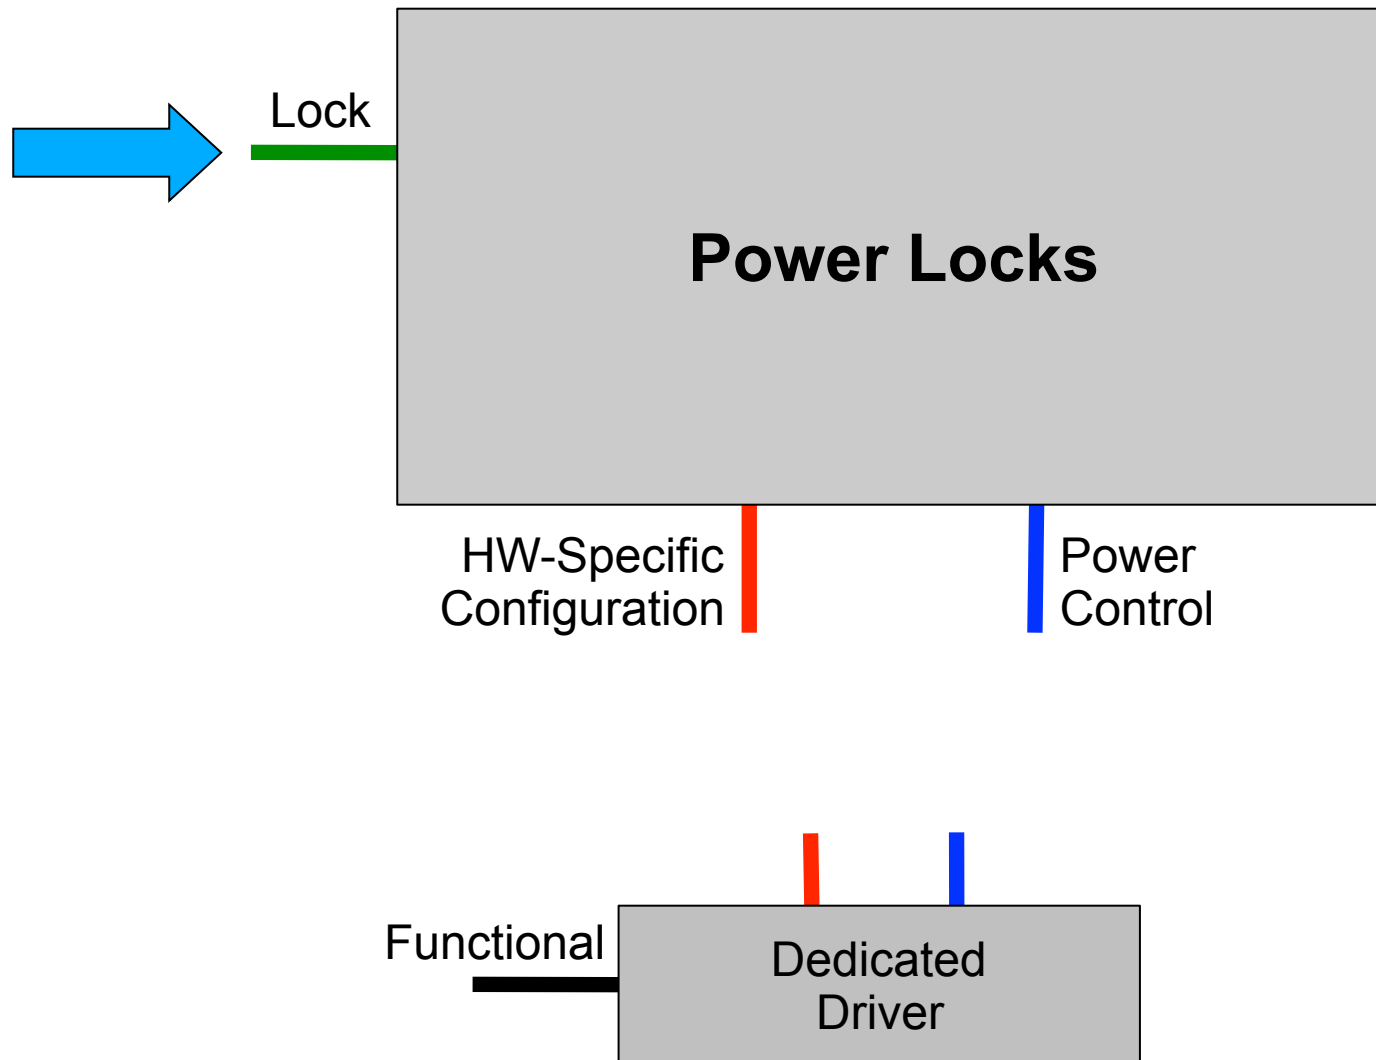 Lock
Power Locks
HW-Specific
Configuration
Power
Control
Functional
Dedicated
Driver